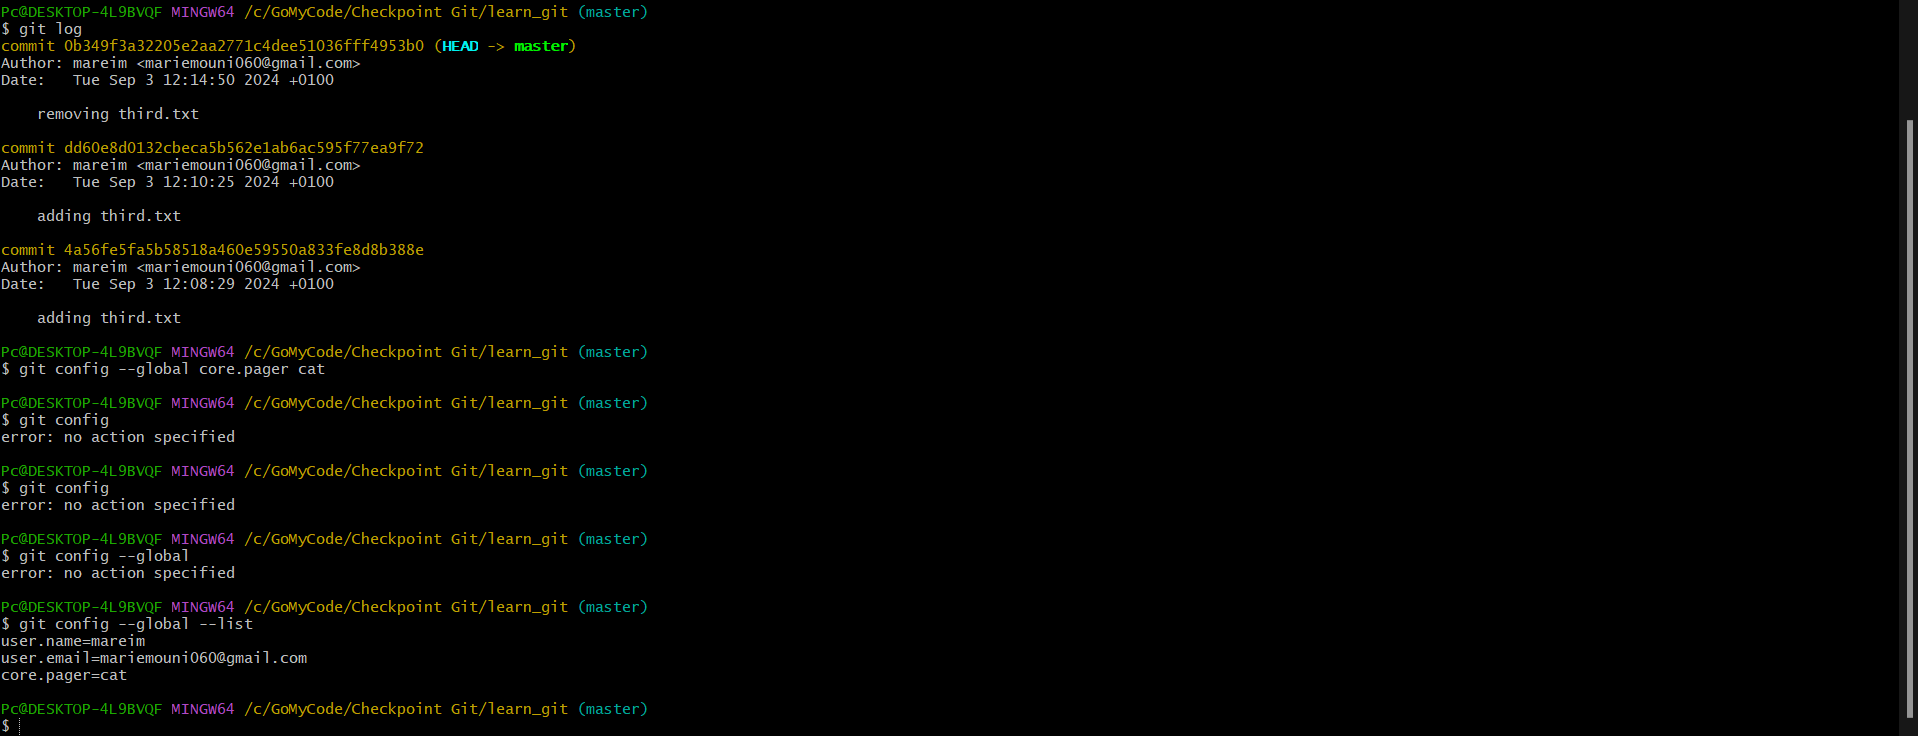 Pc@DESKTOP-4L9BVQF MINGW64 /c/GoMyCode/Checkpoint Git/learn_git (master)
$ git log
commit 0b349f3a32205e2aa2771c4dee51036fff4953b0 (HEAD -> master)
Author: mareim <mariemouni060@gmail.com>
Date:   Tue Sep 3 12:14:50 2024 +0100
    removing third.txt
commit dd60e8d0132cbeca5b562e1ab6ac595f77ea9f72
Author: mareim <mariemouni060@gmail.com>
Date:   Tue Sep 3 12:10:25 2024 +0100
    adding third.txt
commit 4a56fe5fa5b58518a460e59550a833fe8d8b388e
Author: mareim <mariemouni060@gmail.com>
Date:   Tue Sep 3 12:08:29 2024 +0100
    adding third.txt
Pc@DESKTOP-4L9BVQF MINGW64 /c/GoMyCode/Checkpoint Git/learn_git (master)
$ git config --global core.pager cat
Pc@DESKTOP-4L9BVQF MINGW64 /c/GoMyCode/Checkpoint Git/learn_git (master)
$ git config
error: no action specified
Pc@DESKTOP-4L9BVQF MINGW64 /c/GoMyCode/Checkpoint Git/learn_git (master)
$ git config
error: no action specified
Pc@DESKTOP-4L9BVQF MINGW64 /c/GoMyCode/Checkpoint Git/learn_git (master)
$ git config --global
error: no action specified
Pc@DESKTOP-4L9BVQF MINGW64 /c/GoMyCode/Checkpoint Git/learn_git (master)
$ git config --global --list
user.name=mareim
user.email=mariemouni060@gmail.com
core.pager=cat
Pc@DESKTOP-4L9BVQF MINGW64 /c/GoMyCode/Checkpoint Git/learn_git (master)
$